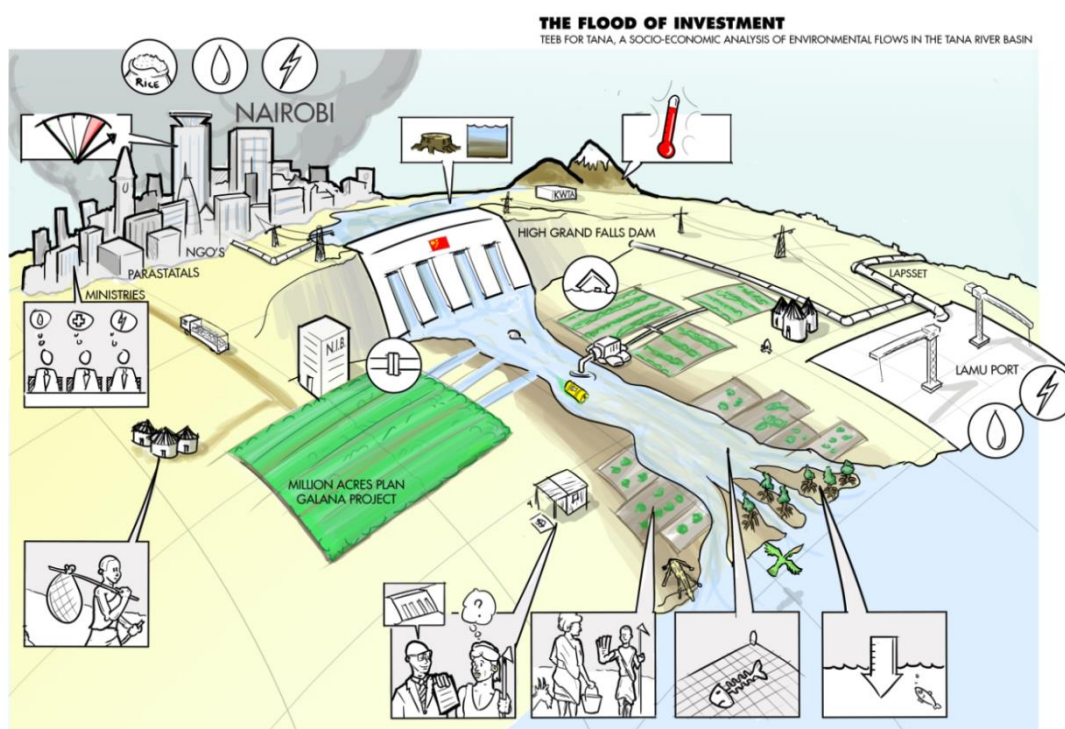 THE FLOOD OF INVESTMENT
TEEB FOR TANA, A SOCIO-ECONOMIC ANALYSIS OF ENVIRONMENTAL FLOWS IN THE TANA RIVER BASIN
RICE
NAIROBI
KWTA
HIGH GRAND FALLS DAM
NGO'S
PARASTATALS
MINISTRIES
LAPSSET
N.I.B.
LAMU PORT
MILLION ACRES PLAN
GALANA PROJECT
$
?